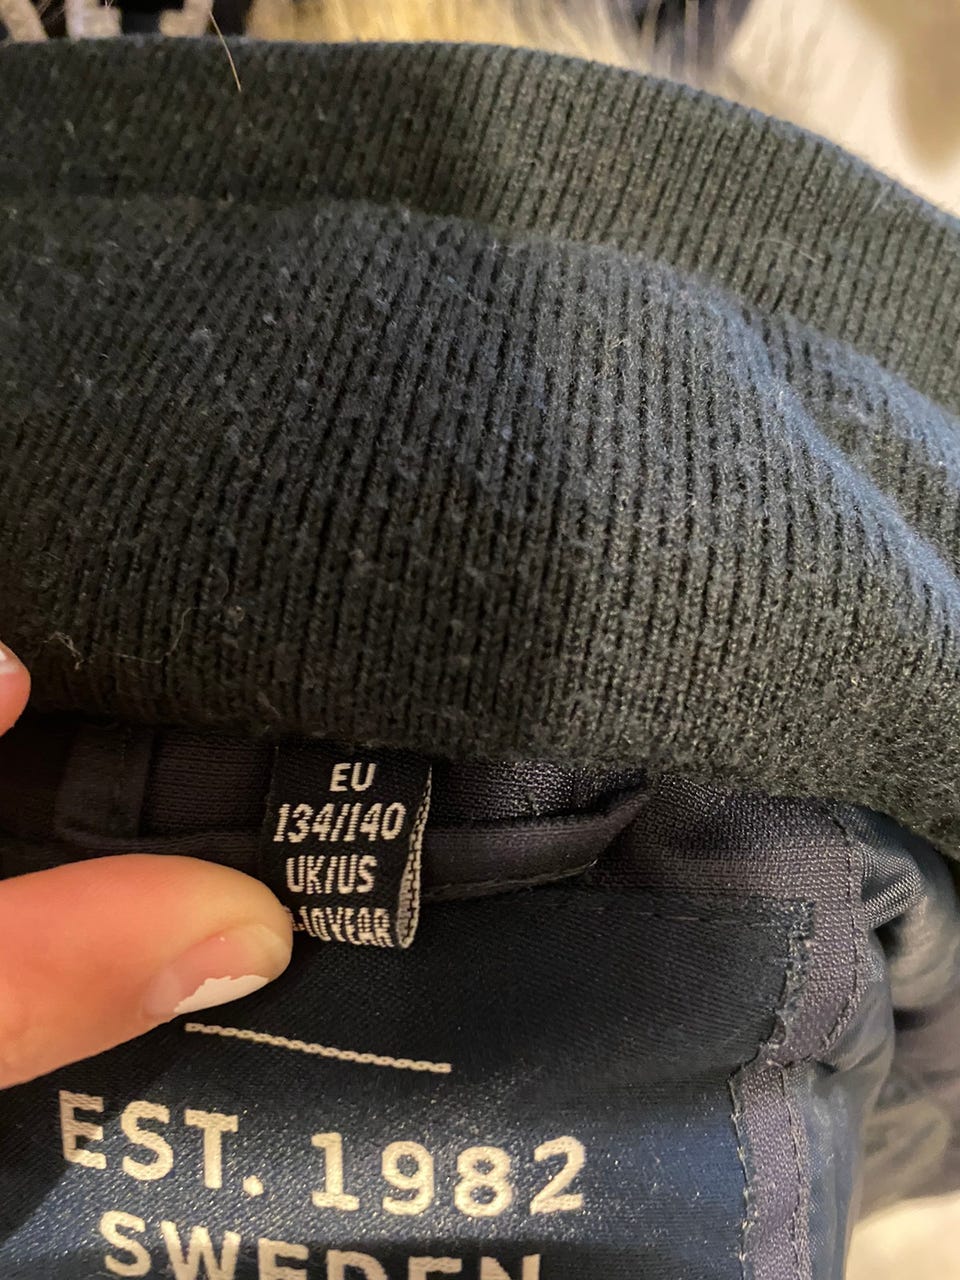 EU
134/140
UK/US
-10YEAR
EST. 1982
SWEDEN